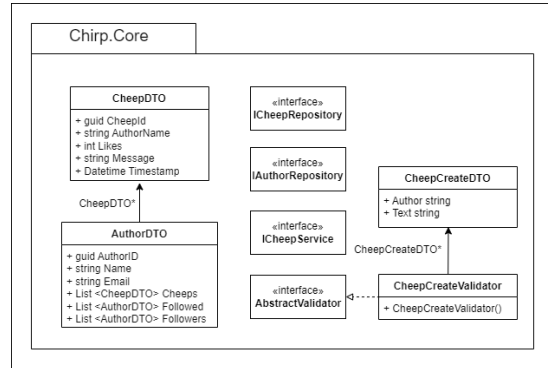 Chirp.Core
CheepDTO
+ guid CheepId
+ string AuthorName
+ int Likes
+ string Message
+ Datetime Timestamp
CheepDTO*
AuthorDTO
+ guid AuthorID
+ string Name
+ string Email
+ List <CheepDTO> Cheeps
+ List <AuthorDTO> Followed
+ List <AuthorDTO> Followers
«interface»
ICheepRepository
«interface»
IAuthorRepository
«interface»
ICheepService
«interface»
AbstractValidator
CheepCreateDTO
+ Author string
+ Text string
CheepCreateDTO*
CheepCreateValidator
+ CheepCreateValidator()